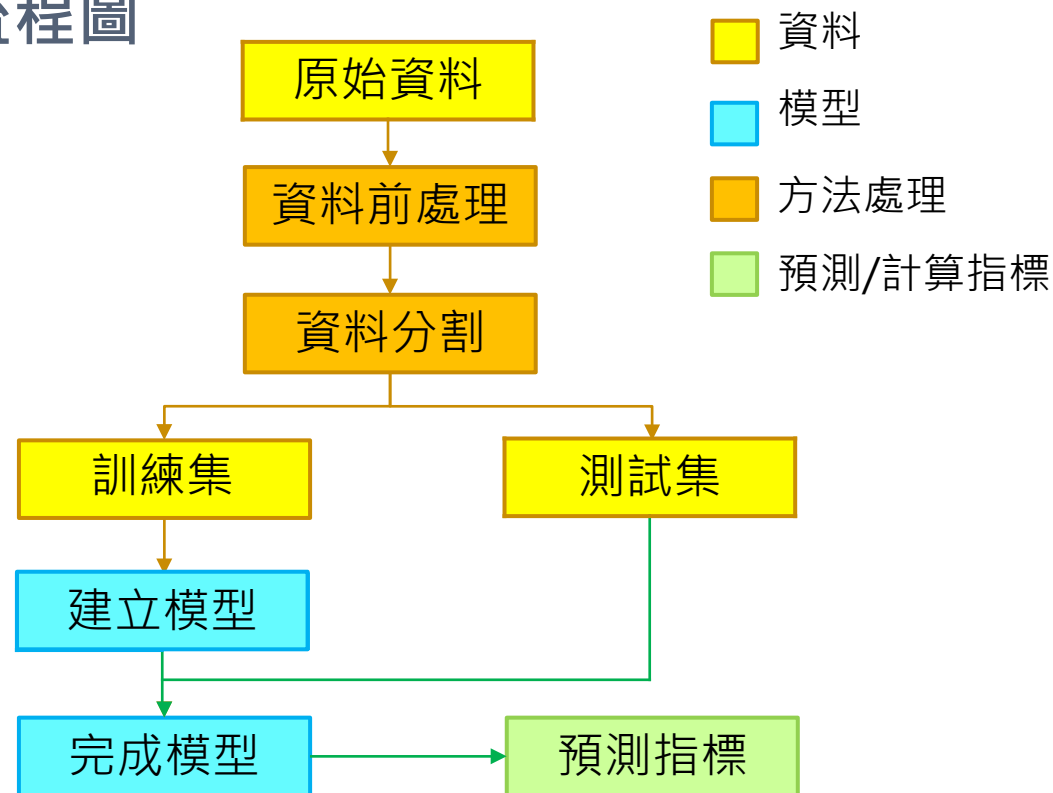 程圖
原始資料
資料前處理
資料分割
訓練集
測試集
建立模型
完成模型
預測指標
資料
模型
方法處理
預測/計算指標